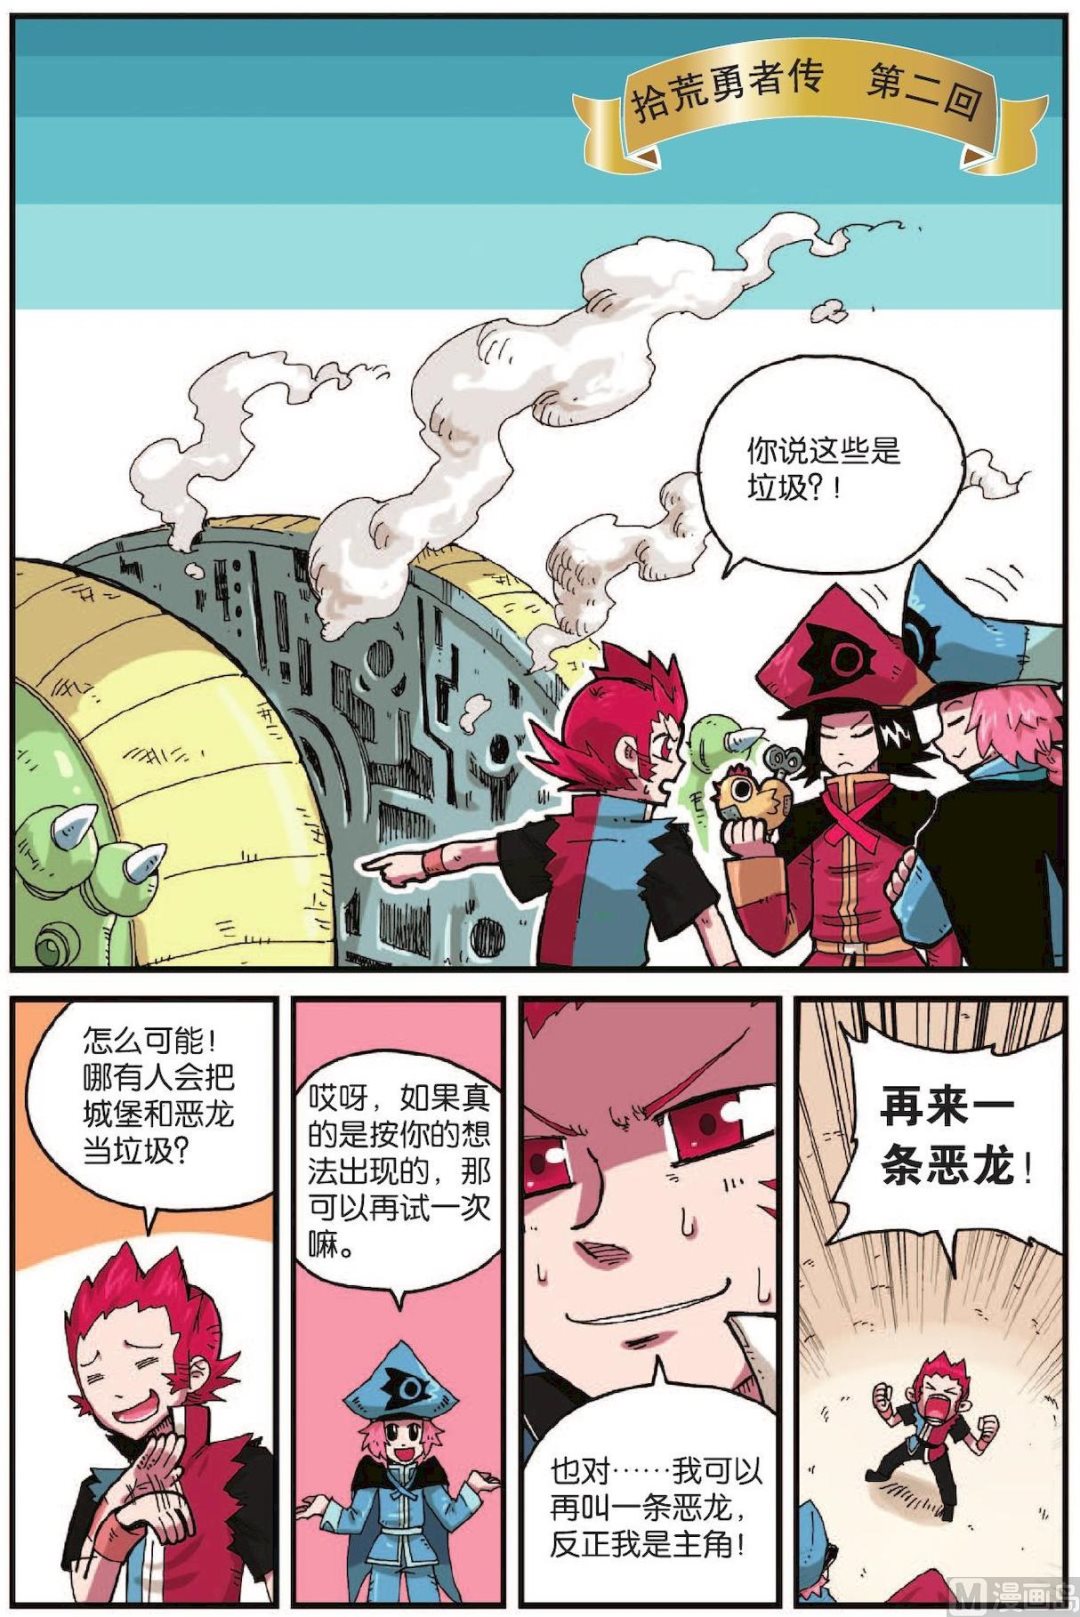 拾荒勇者传 第二回
你说这些是
垃圾?!
怎么可能!
哪有人会把
城堡和恶龙
当垃圾?
哎呀，如果真
的是按你的想
法出现的，那
可以再试一次
嘛。
也对……我可以
再叫一条恶龙，
反正我是主角!
再来一
条恶龙!
M漫画岛